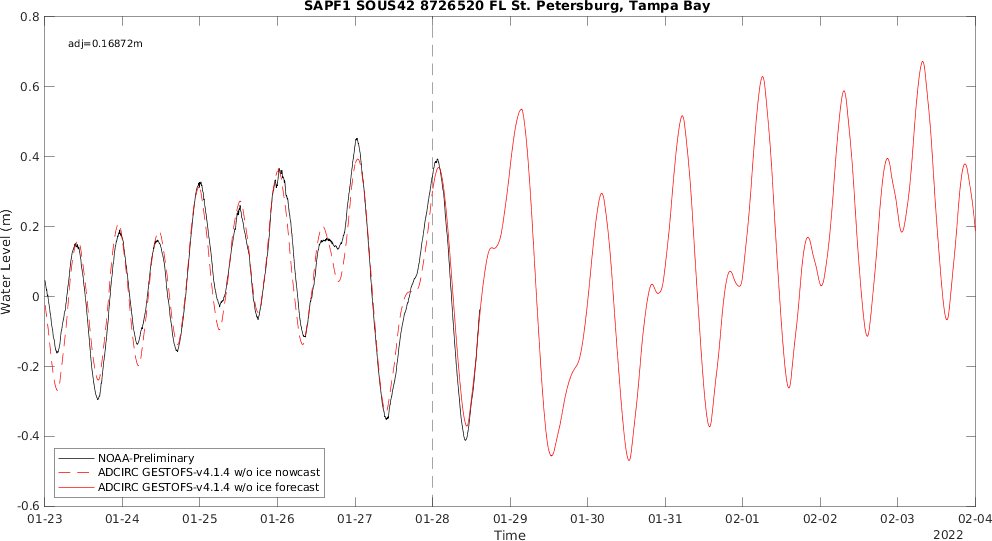 SAPF1 SOUS42 8726520 FL St. Petersburg, Tampa Bay
adj=0.16872m
0.8
0.6
0.4
0.2
0
-0.2
-0.4
-0.6
Water Level (m)
NOAA-Preliminary
ADCIRC GESTOFS-v4.1.4 w/o ice nowcast
ADCIRC GESTOFS-v4.1.4 w/o ice forecast
01-23 01-24 01-25 01-26 01-27 01-28 01-29 01-30 01-31 02-01 02-02 02-03 02-04
Time
2022